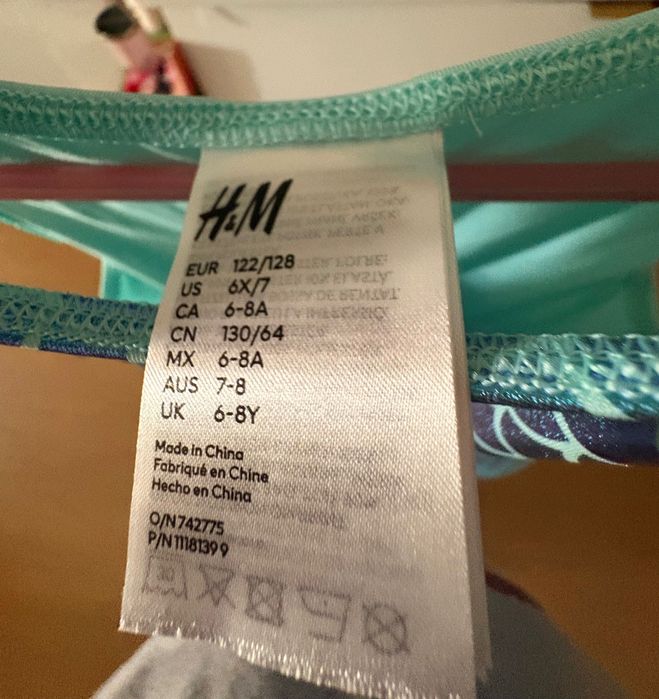 H&M
EUR 122/128
US 6X/7
CA 6-8A
CN 130/64
MX 6-8A
AUS 7-8
UK 6-8Y
Made in China
Fabriqué en Chine
Hecho en China
O/N 742775
P/N 1118139 9